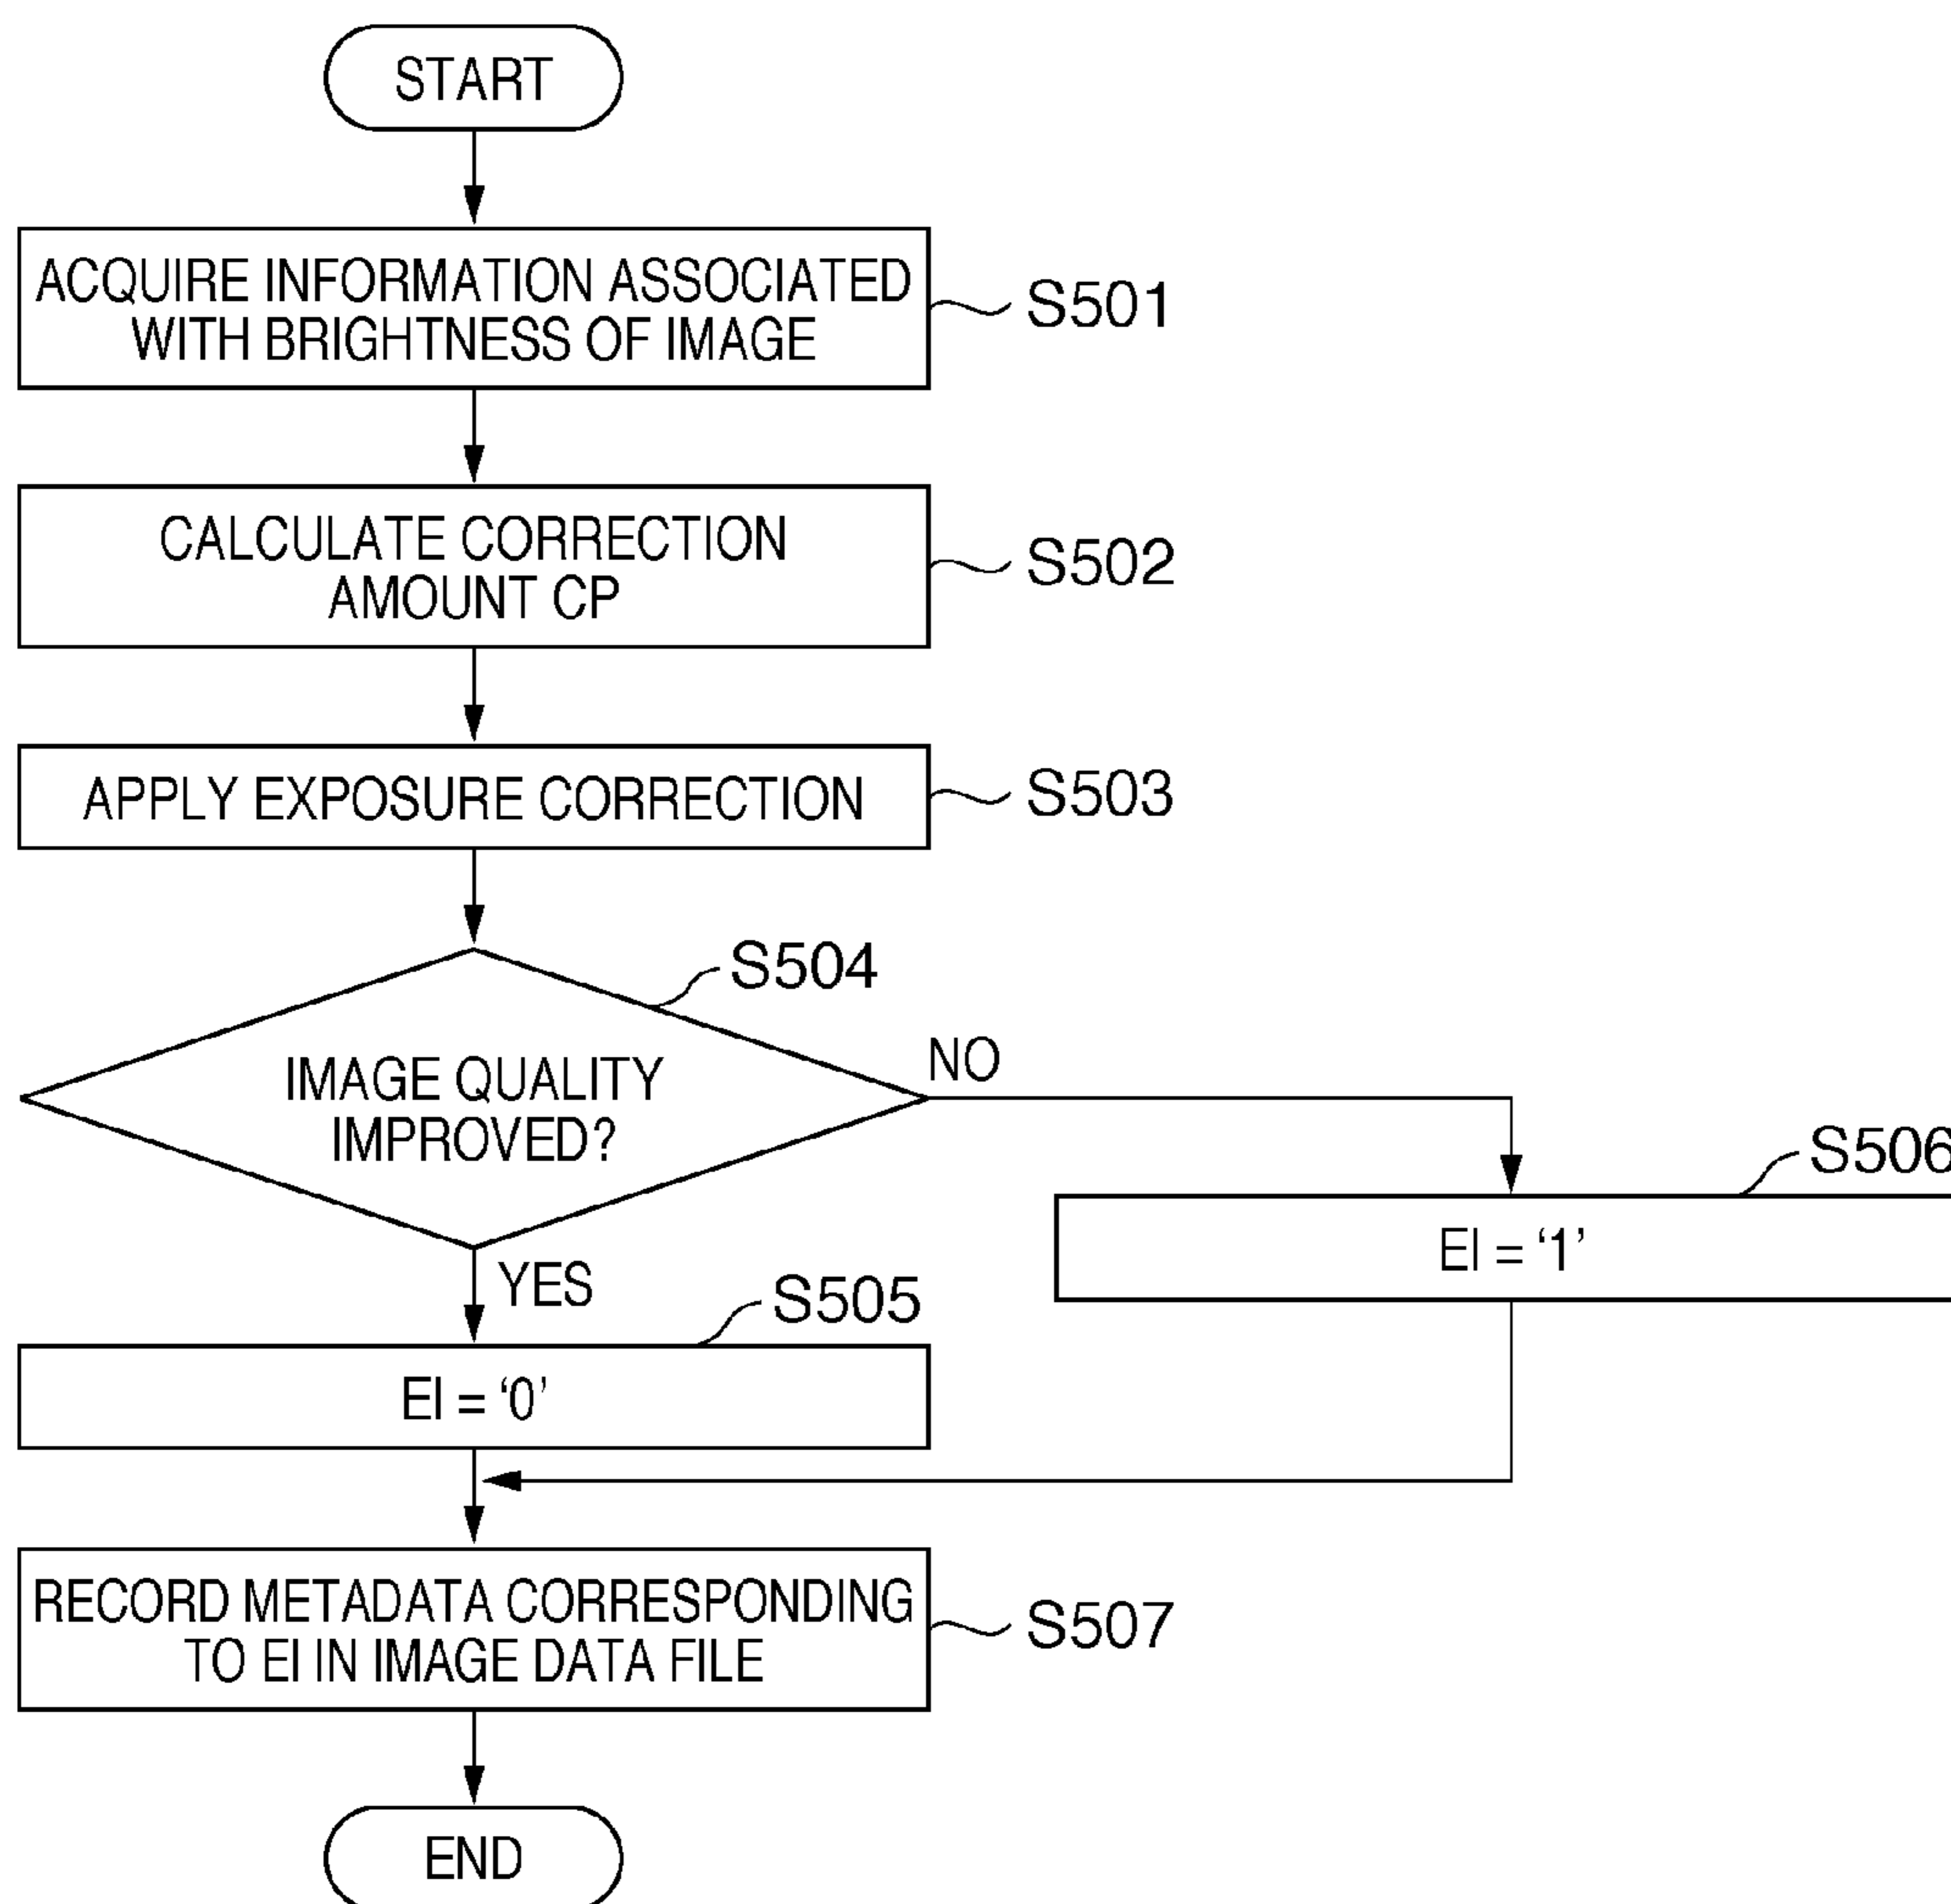 START
ACQUIRE INFORMATION ASSOCIATED
WITH BRIGHTNESS OF IMAGE
S501
CALCULATE CORRECTION
AMOUNT CP
S502
APPLY EXPOSURE CORRECTION
S503
S504
IMAGE QUALITY
IMPROVED?
NO
S506
EI = ‘1’
YES
S505
EI = ‘0’
RECORD METADATA CORRESPONDING
TO EI IN IMAGE DATA FILE
S507
END